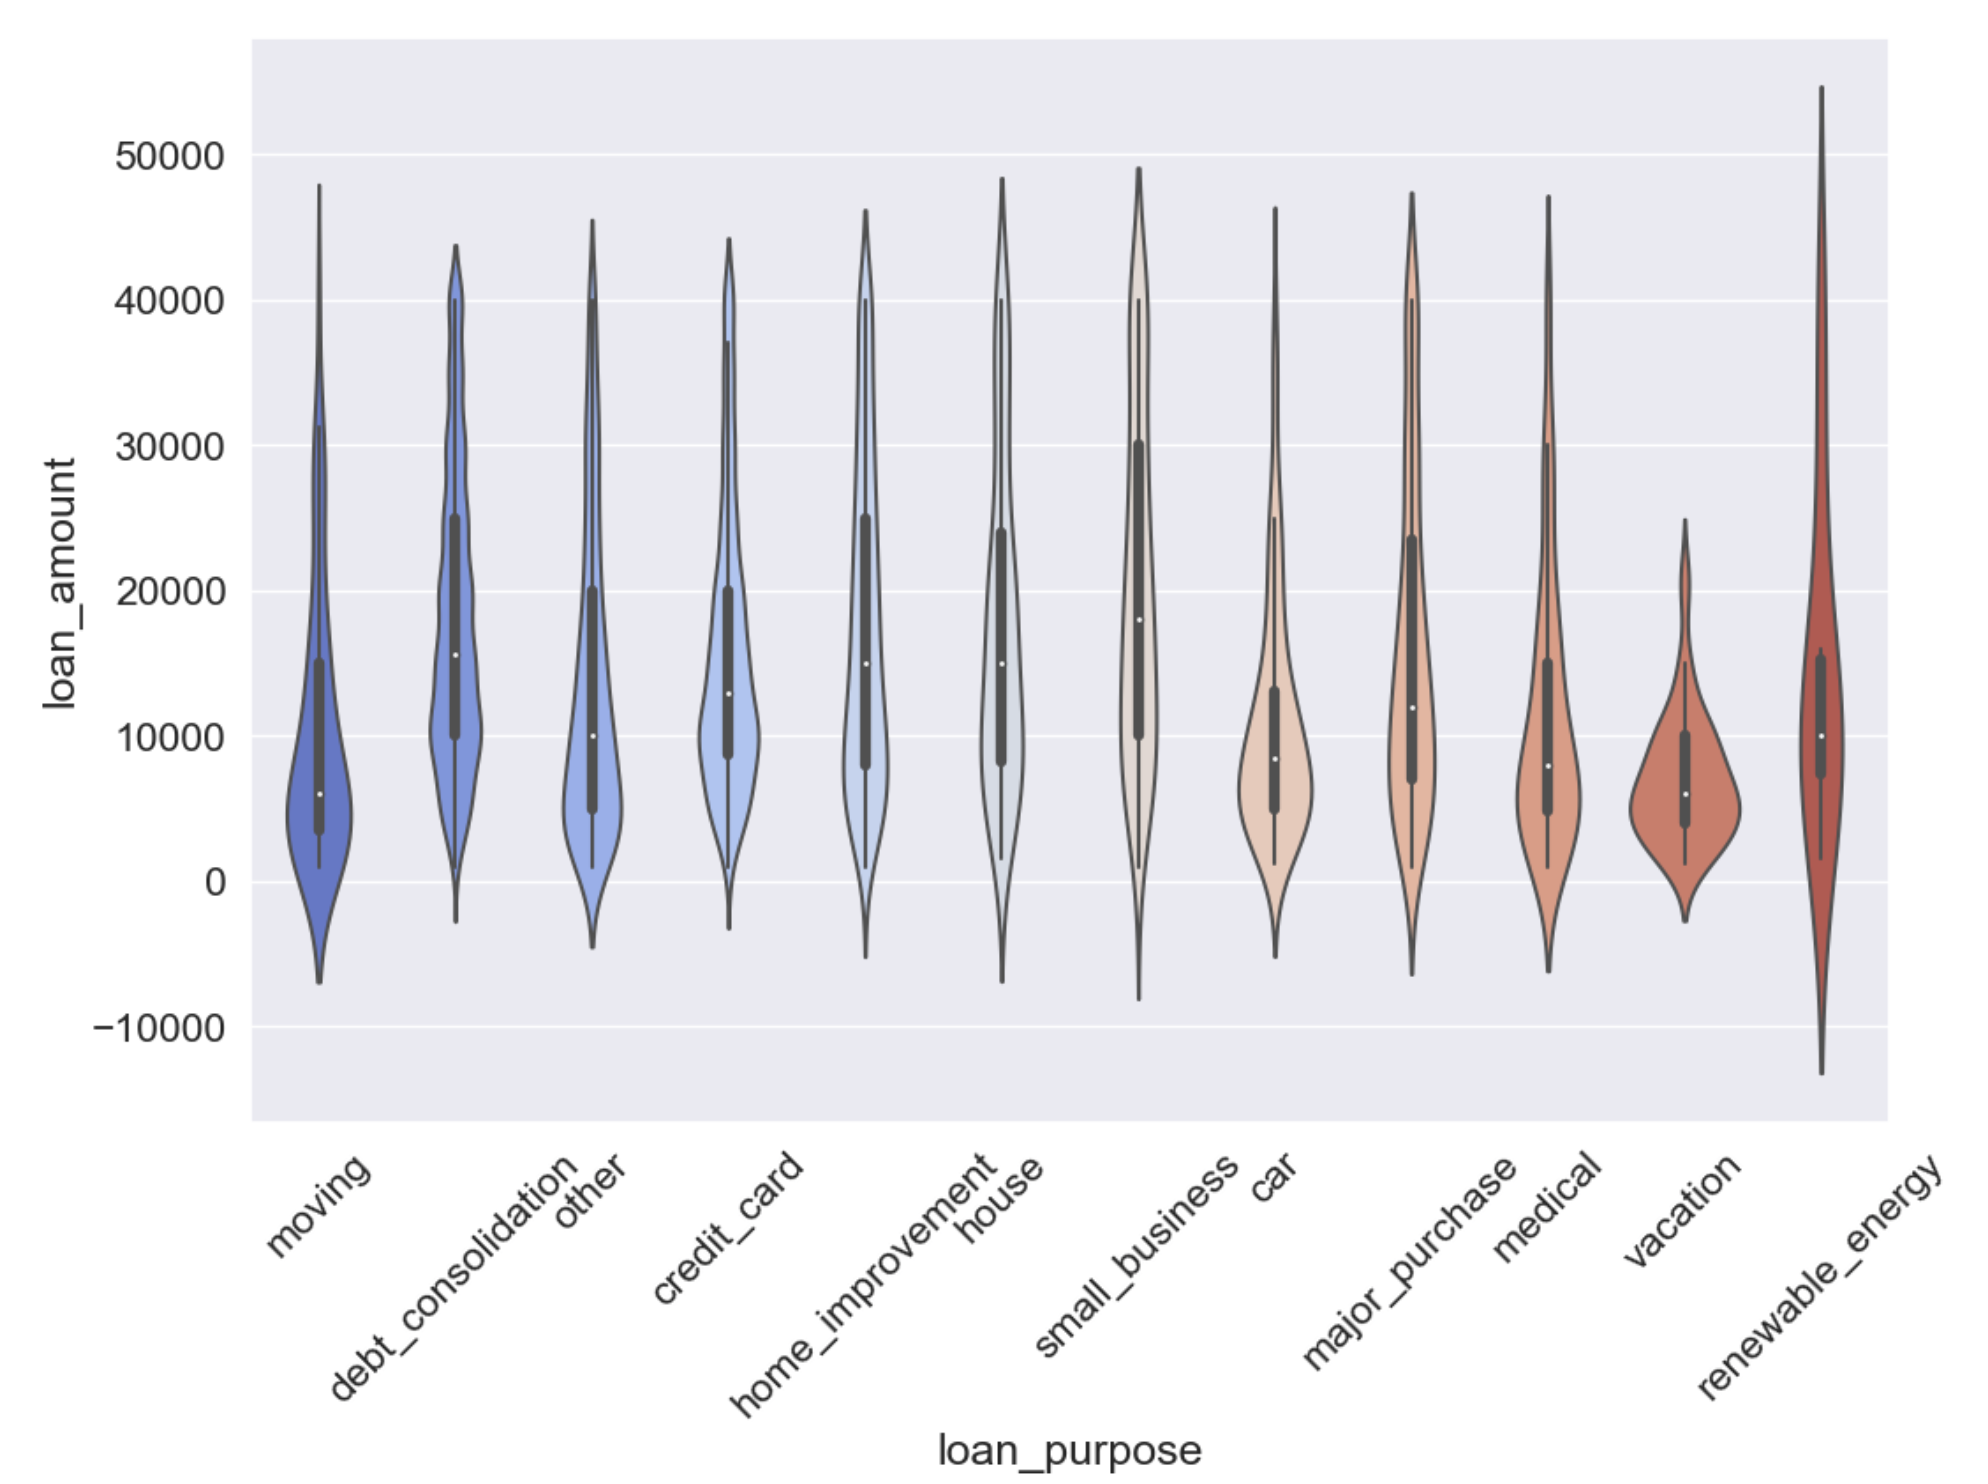 50000
40000
30000
20000
10000
0
−10000
loan_amount
moving
debt_consolidation
other
credit_card
home_improvement
house
small_business
car
major_purchase
medical
vacation
renewable_energy
loan_purpose